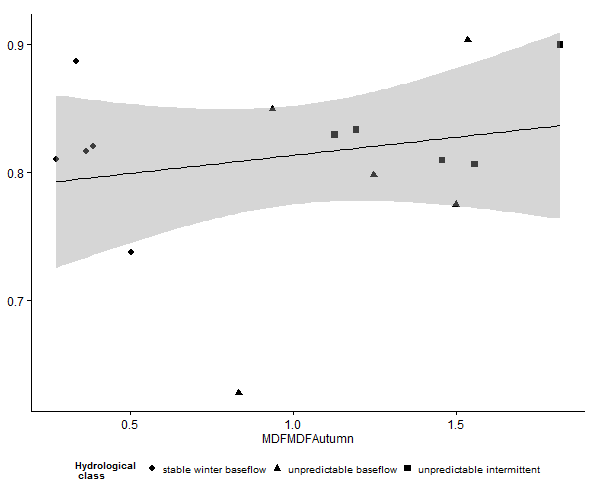 0.9
0.8
0.7
0.5 1.0 1.5
MDFMDFAutumn
Hydrological
class
stable winter baseflow unpredictable baseflow unpredictable intermittent